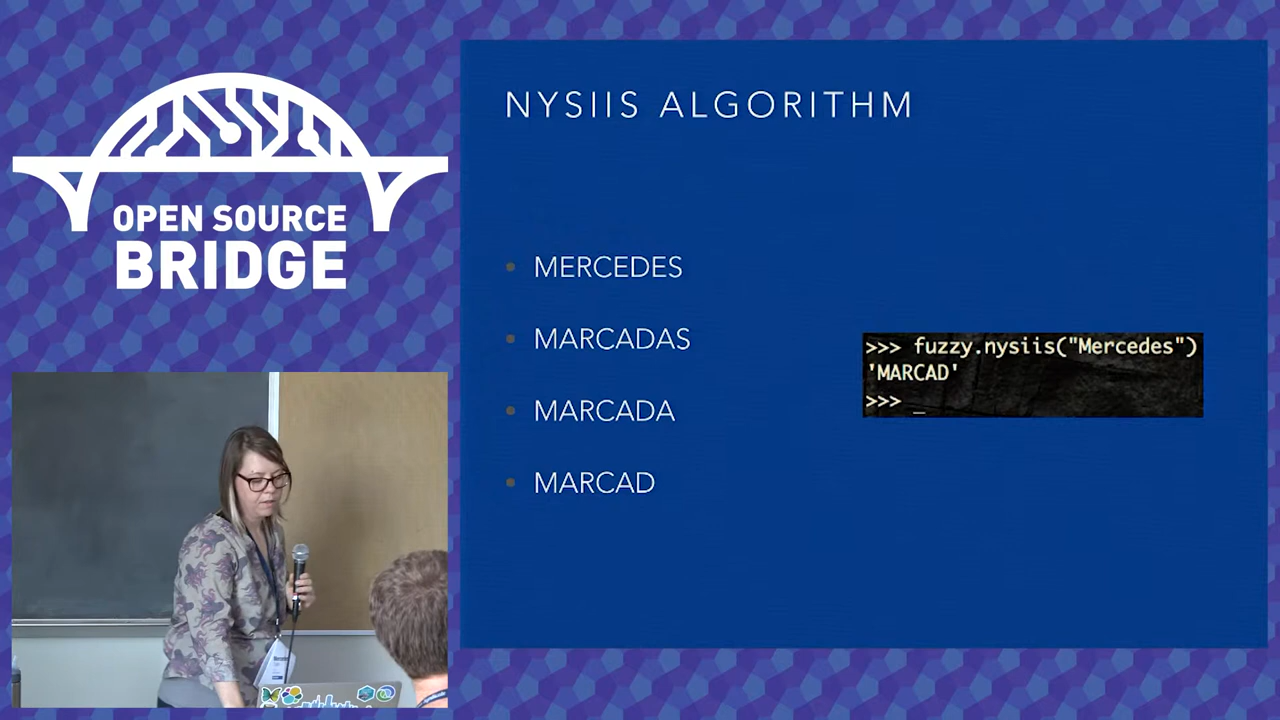 OPEN SOURCE
BRIDGE
NYSIIS ALGORITHM
MERCEDES
MARCADAS
MARCADA
MARCAD
>>> fuzzy.nysiis("Mercedes")
'MARCAD'
>>> _